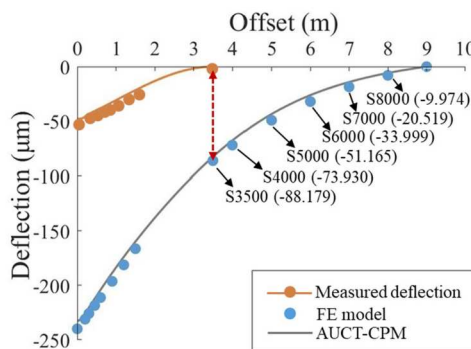 Offset (m)
0 1 2 3 4 5 6 7 8 9 10
0
-50
-100
-150
-200
-250
Deflection (μm)
S8000 (-9.974)
S7000 (-20.519)
S6000 (-33.999)
S5000 (-51.165)
S4000 (-73.930)
S3500 (-88.179)
Measured deflection
FE model
AUCT-CPM